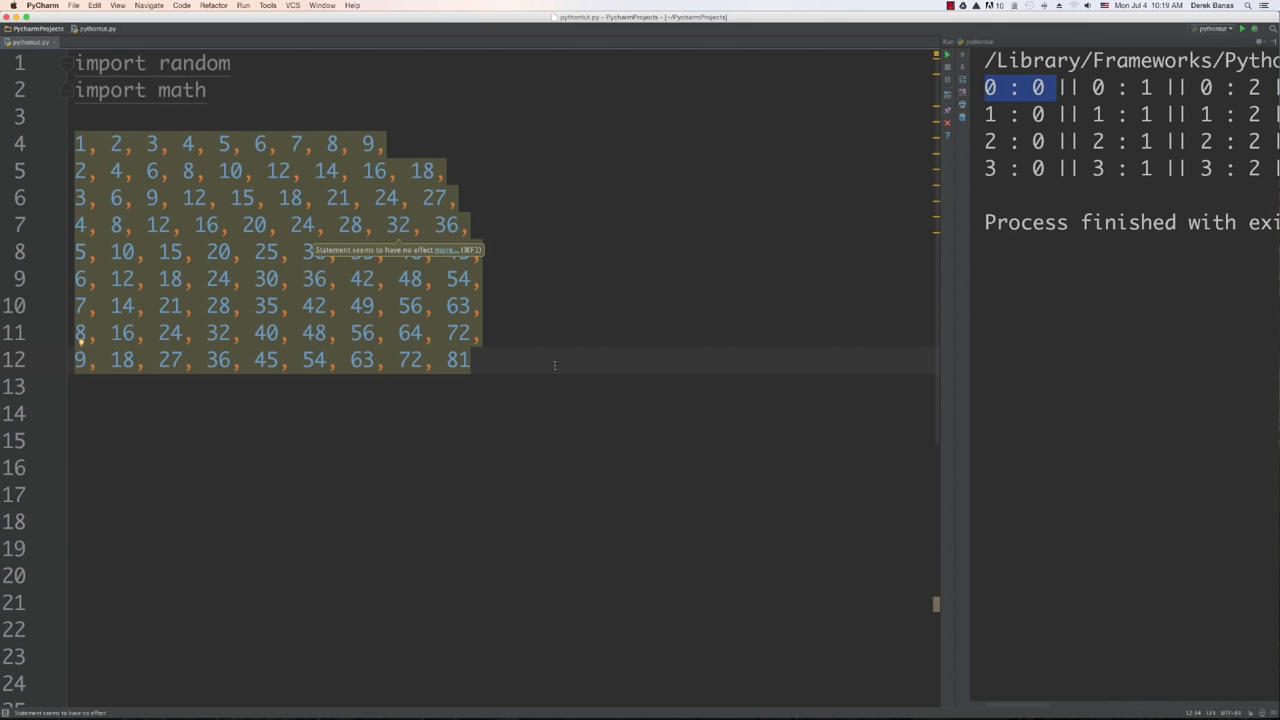 PyCharm File Edit View Navigate Code Refactor Run Tools VCS Window Help
10 Mon Jul 4 10:19 AM Derek Banas
pythontut.py - PycharmProjects - [~/PycharmProjects]
PycharmProjects pythontut.py
pythontut
pythontut.py
Run: pythontut
1 import random
2 import math
3
4 1, 2, 3, 4, 5, 6, 7, 8, 9,
5 2, 4, 6, 8, 10, 12, 14, 16, 18,
6 3, 6, 9, 12, 15, 18, 21, 24, 27,
7 4, 8, 12, 16, 20, 24, 28, 32, 36,
Statement seems to have no effect more... (⌘F1)
8 5, 10, 15, 20, 25,
9 6, 12, 18, 24, 30, 36, 42, 48, 54,
10 7, 14, 21, 28, 35, 42, 49, 56, 63,
11 8, 16, 24, 32, 40, 48, 56, 64, 72,
12 9, 18, 27, 36, 45, 54, 63, 72, 81
13
14
15
16
17
18
19
20
21
22
23
24
/Library/Frameworks/Pytho
0 : 0 || 0 : 1 || 0 : 2 |
1 : 0 || 1 : 1 || 1 : 2 |
2 : 0 || 2 : 1 || 2 : 2 |
3 : 0 || 3 : 1 || 3 : 2 |
Process finished with exi
Statement seems to have no effect
12:34 LF÷ UTF-8÷